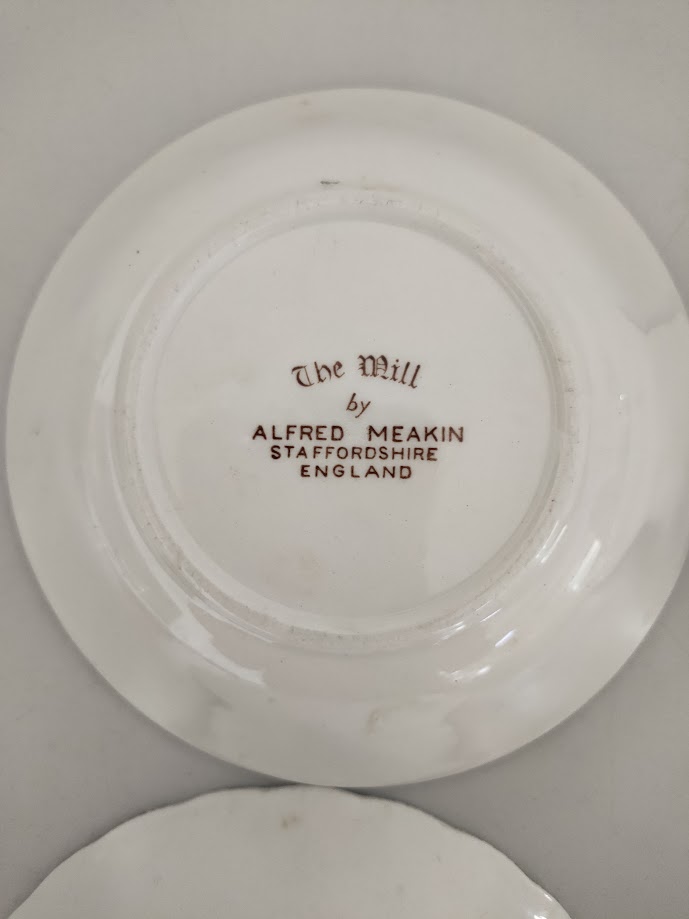 The Mill
by
ALFRED MEAKIN
STAFFORDSHIRE
ENGLAND